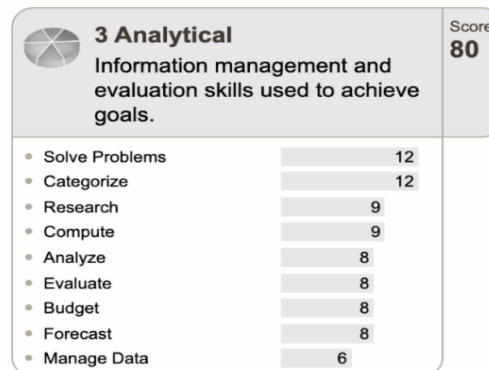 3 Analytical
Score
80
Information management and
evaluation skills used to achieve
goals.
Solve Problems 12
Categorize 12
Research 9
Compute 9
Analyze 8
Evaluate 8
Budget 8
Forecast 8
Manage Data 6